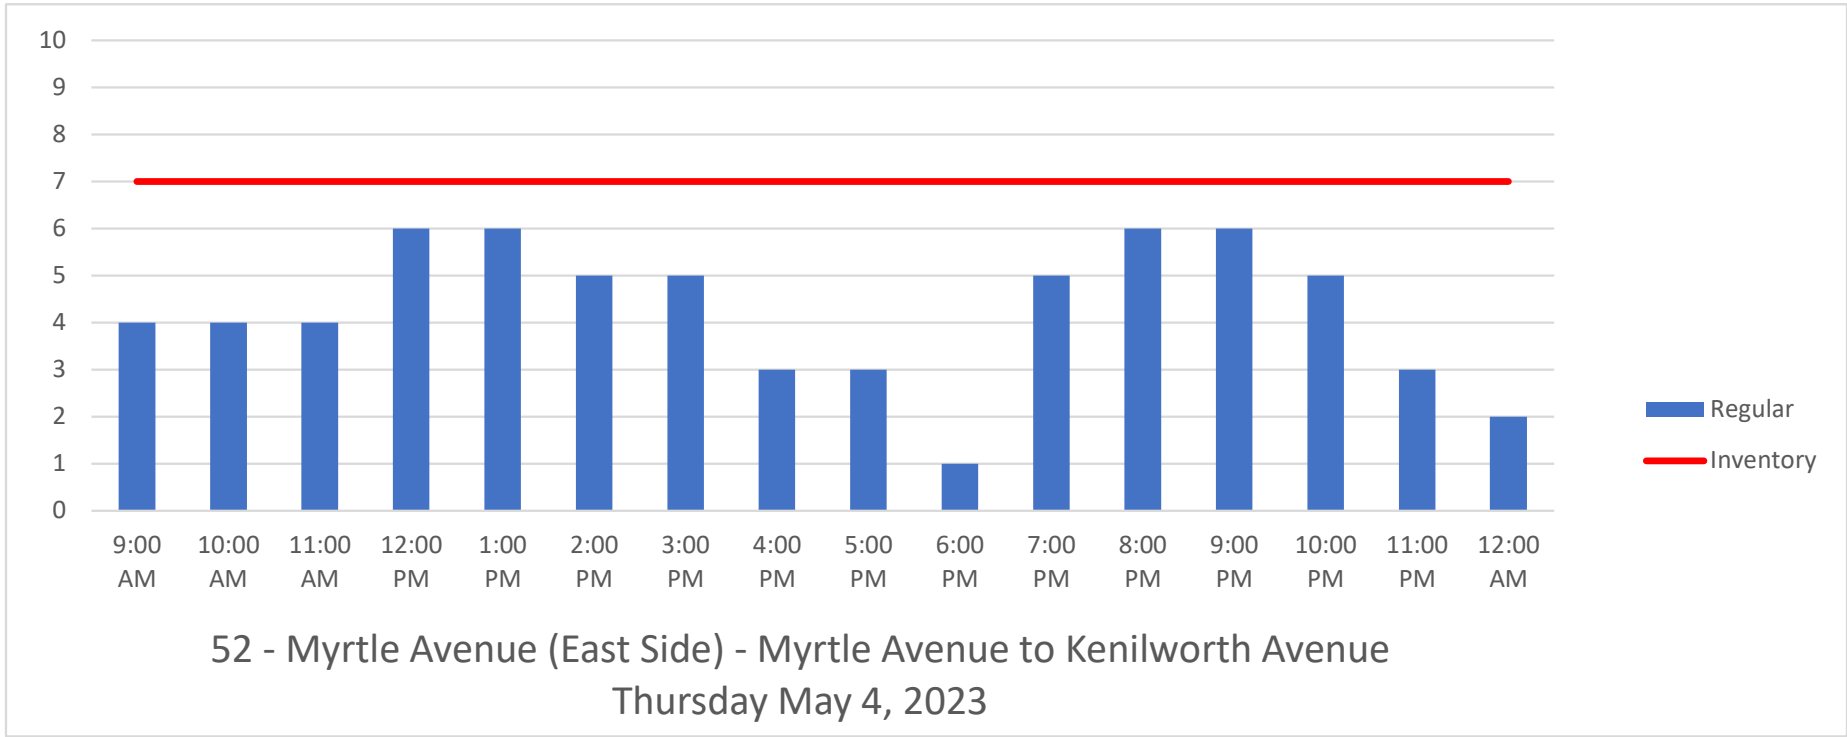 10
9
8
7
6
5
4
3
2
1
0
9:00 AM
10:00 AM
11:00 AM
12:00 PM
1:00 PM
2:00 PM
3:00 PM
4:00 PM
5:00 PM
6:00 PM
7:00 PM
8:00 PM
9:00 PM
10:00 PM
11:00 PM
12:00 AM
Regular
Inventory
52 - Myrtle Avenue (East Side) - Myrtle Avenue to Kenilworth Avenue
Thursday May 4, 2023